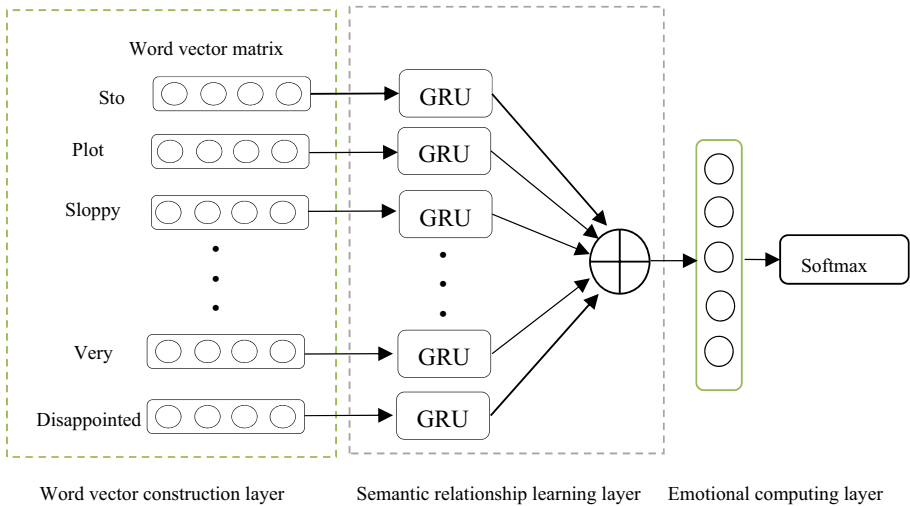 Word vector matrix
Sto
GRU
Plot
GRU
Sloppy
GRU
Softmax
Very
GRU
Disappointed
GRU
Word vector construction layer
Semantic relationship learning layer
Emotional computing layer